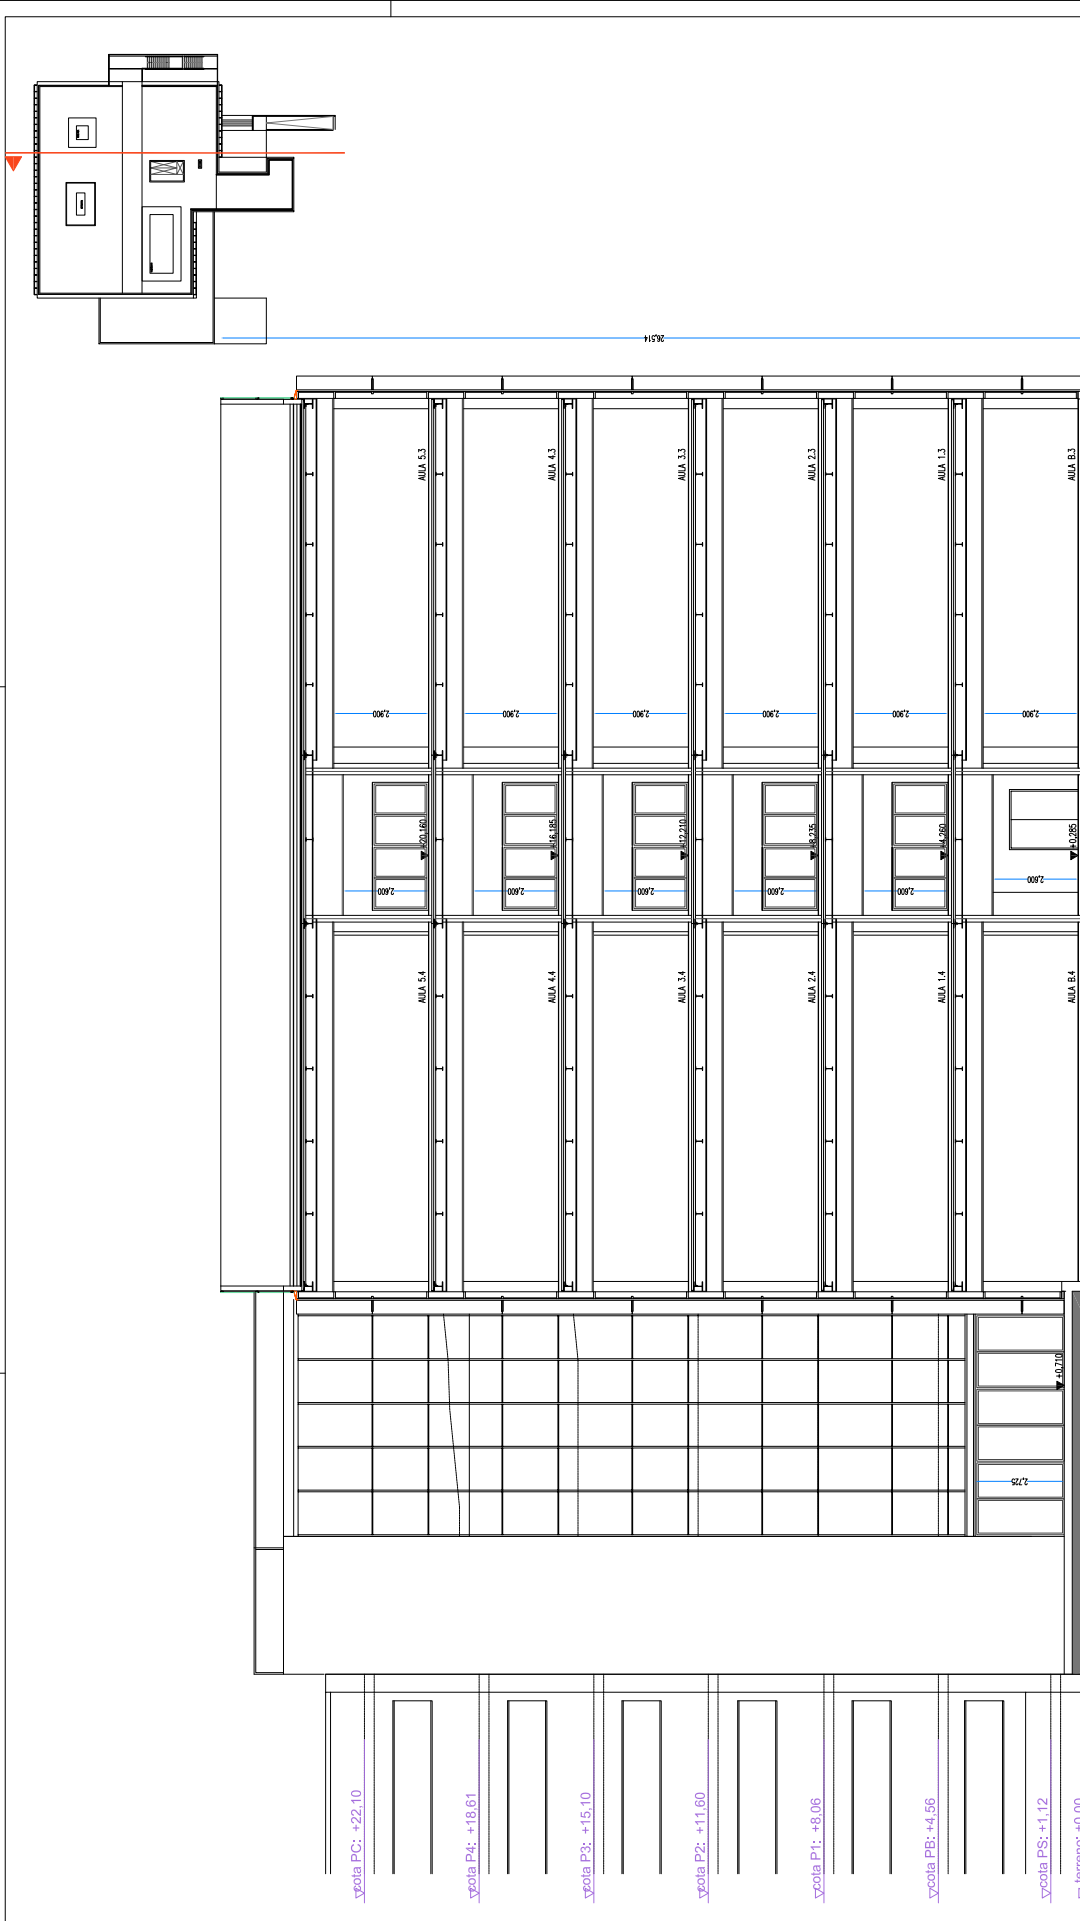 26,514
AULA 5.3
AULA 4.3
AULA 3.3
AULA 2.3
AULA 1.3
AULA B.3
2,900
2,900
2,900
2,900
2,900
2,900
+20,160
+16,185
+12,210
+8,235
+4,260
+0,285
2,600
2,600
2,600
2,600
2,600
2,600
AULA 5.4
AULA 4.4
AULA 3.4
AULA 2.4
AULA 1.4
AULA B.4
+0,710
2,725
cota PC: +22,10
cota P4: +18,61
cota P3: +15,10
cota P2: +11,60
cota P1: +8,06
cota PB: +4,56
cota PS: +1,12
terreno: +0,00